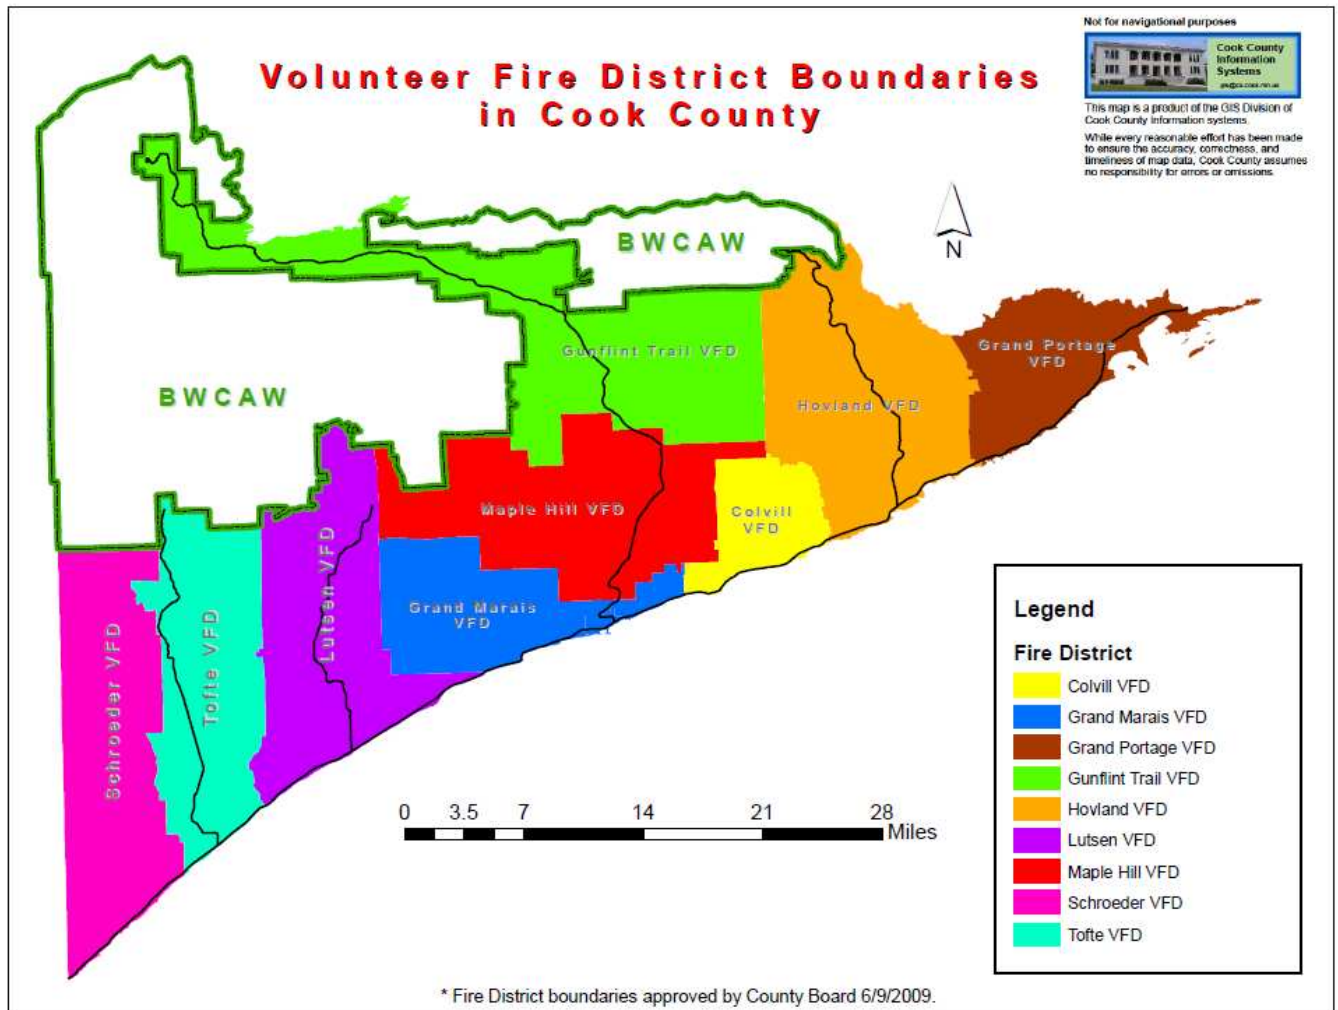 Not for navigational purposes
Cook County
Information
Systems
gis@co.cook.mn.us
This map is a product of the GIS Division of
Cook County Information systems.
While every reasonable effort has been made
to ensure the accuracy, correctness, and
timeliness of map data, Cook County assumes
no responsibility for errors or omissions.
Volunteer Fire District Boundaries
in Cook County
N
BWCAW
BWCAW
Gunflint Trail VFD
Grand Portage
VFD
Hovland VFD
Maple Hill VFD
Colvill
VFD
Grand Marais
VFD
Lutsen VFD
Tofte VFD
Schroeder VFD
0 3.5 7 14 21 28
Miles
Legend
Fire District
Colvill VFD
Grand Marais VFD
Grand Portage VFD
Gunflint Trail VFD
Hovland VFD
Lutsen VFD
Maple Hill VFD
Schroeder VFD
Tofte VFD
* Fire District boundaries approved by County Board 6/9/2009.